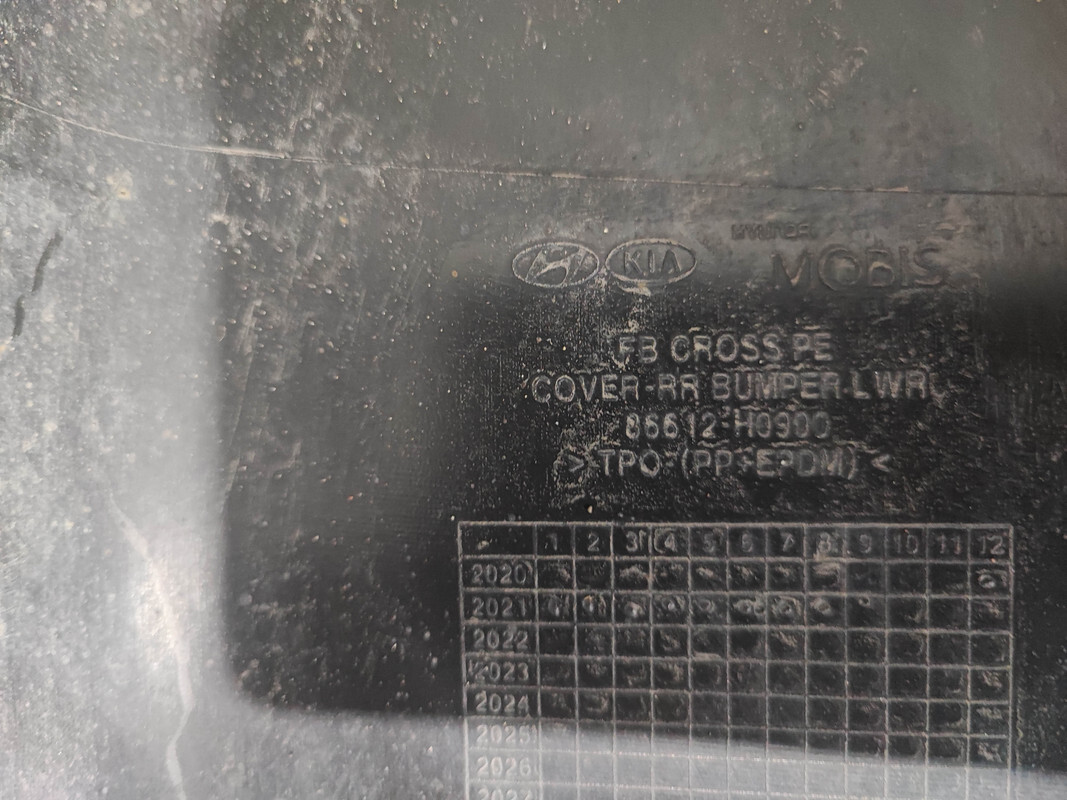 KIA
MOBIS
FB CROSS PE
COVER-RR BUMPER LWR
86612-H0900
>TPO (PP+EPDM)<
1 2 3 4 5 6 7 8 9 10 11 12
2020
2021
2022
2023
2024
2025
2026
2027